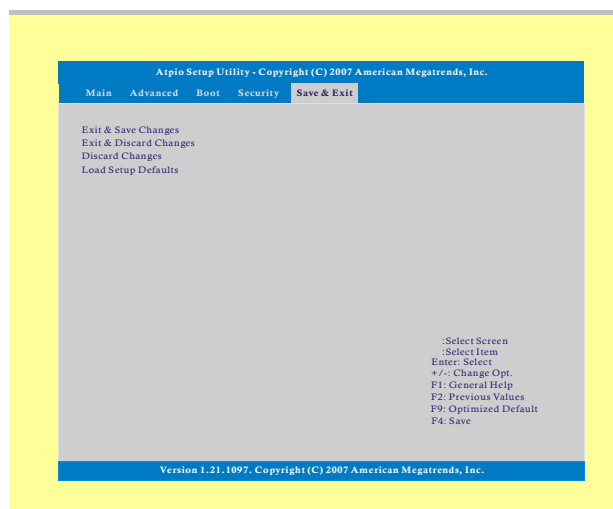 Atpio Setup Utility - Copyright (C) 2007 American Megatrends, Inc.
Main Advanced Boot Security Save & Exit
Exit & Save Changes
Exit & Discard Changes
Discard Changes
Load Setup Defaults
:Select Screen
:Select Item
Enter: Select
+/-: Change Opt.
F1: General Help
F2: Previous Values
F9: Optimized Default
F4: Save
Version 1.21.1097. Copyright (C) 2007 American Megatrends, Inc.